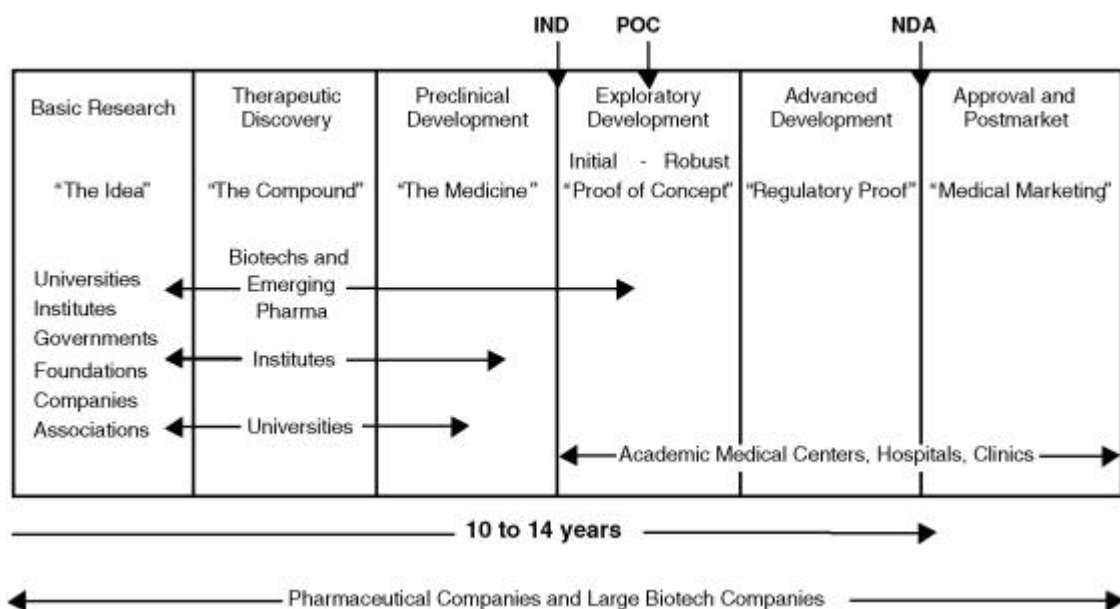 IND POC NDA
Basic Research
Therapeutic
Discovery
Preclinical
Development
Exploratory
Development
Advanced
Development
Approval and
Postmarket
Initial - Robust
"The Idea"
"The Compound"
"The Medicine"
"Proof of Concept"
"Regulatory Proof"
"Medical Marketing"
Universities
Institutes
Governments
Foundations
Companies
Associations
Biotechs and
Emerging
Pharma
Institutes
Universities
Academic Medical Centers, Hospitals, Clinics
10 to 14 years
Pharmaceutical Companies and Large Biotech Companies